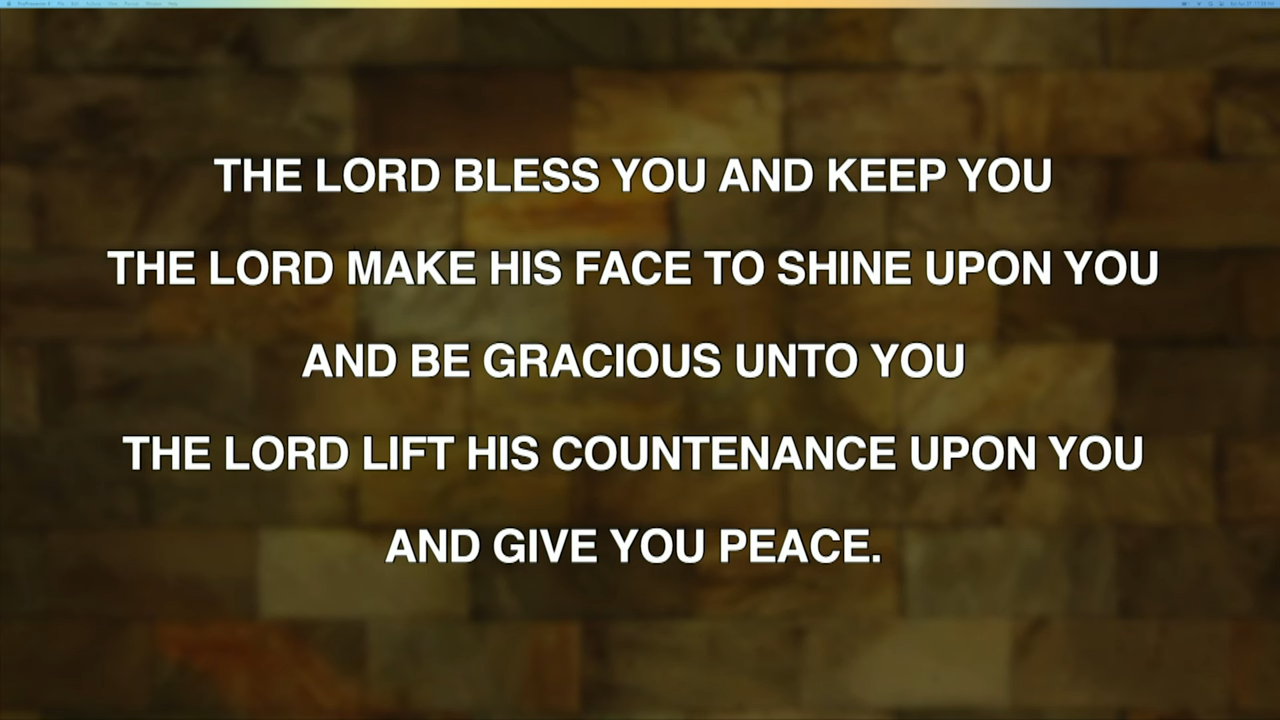 THE LORD BLESS YOU AND KEEP YOU
THE LORD MAKE HIS FACE TO SHINE UPON YOU
AND BE GRACIOUS UNTO YOU
THE LORD LIFT HIS COUNTENANCE UPON YOU
AND GIVE YOU PEACE.